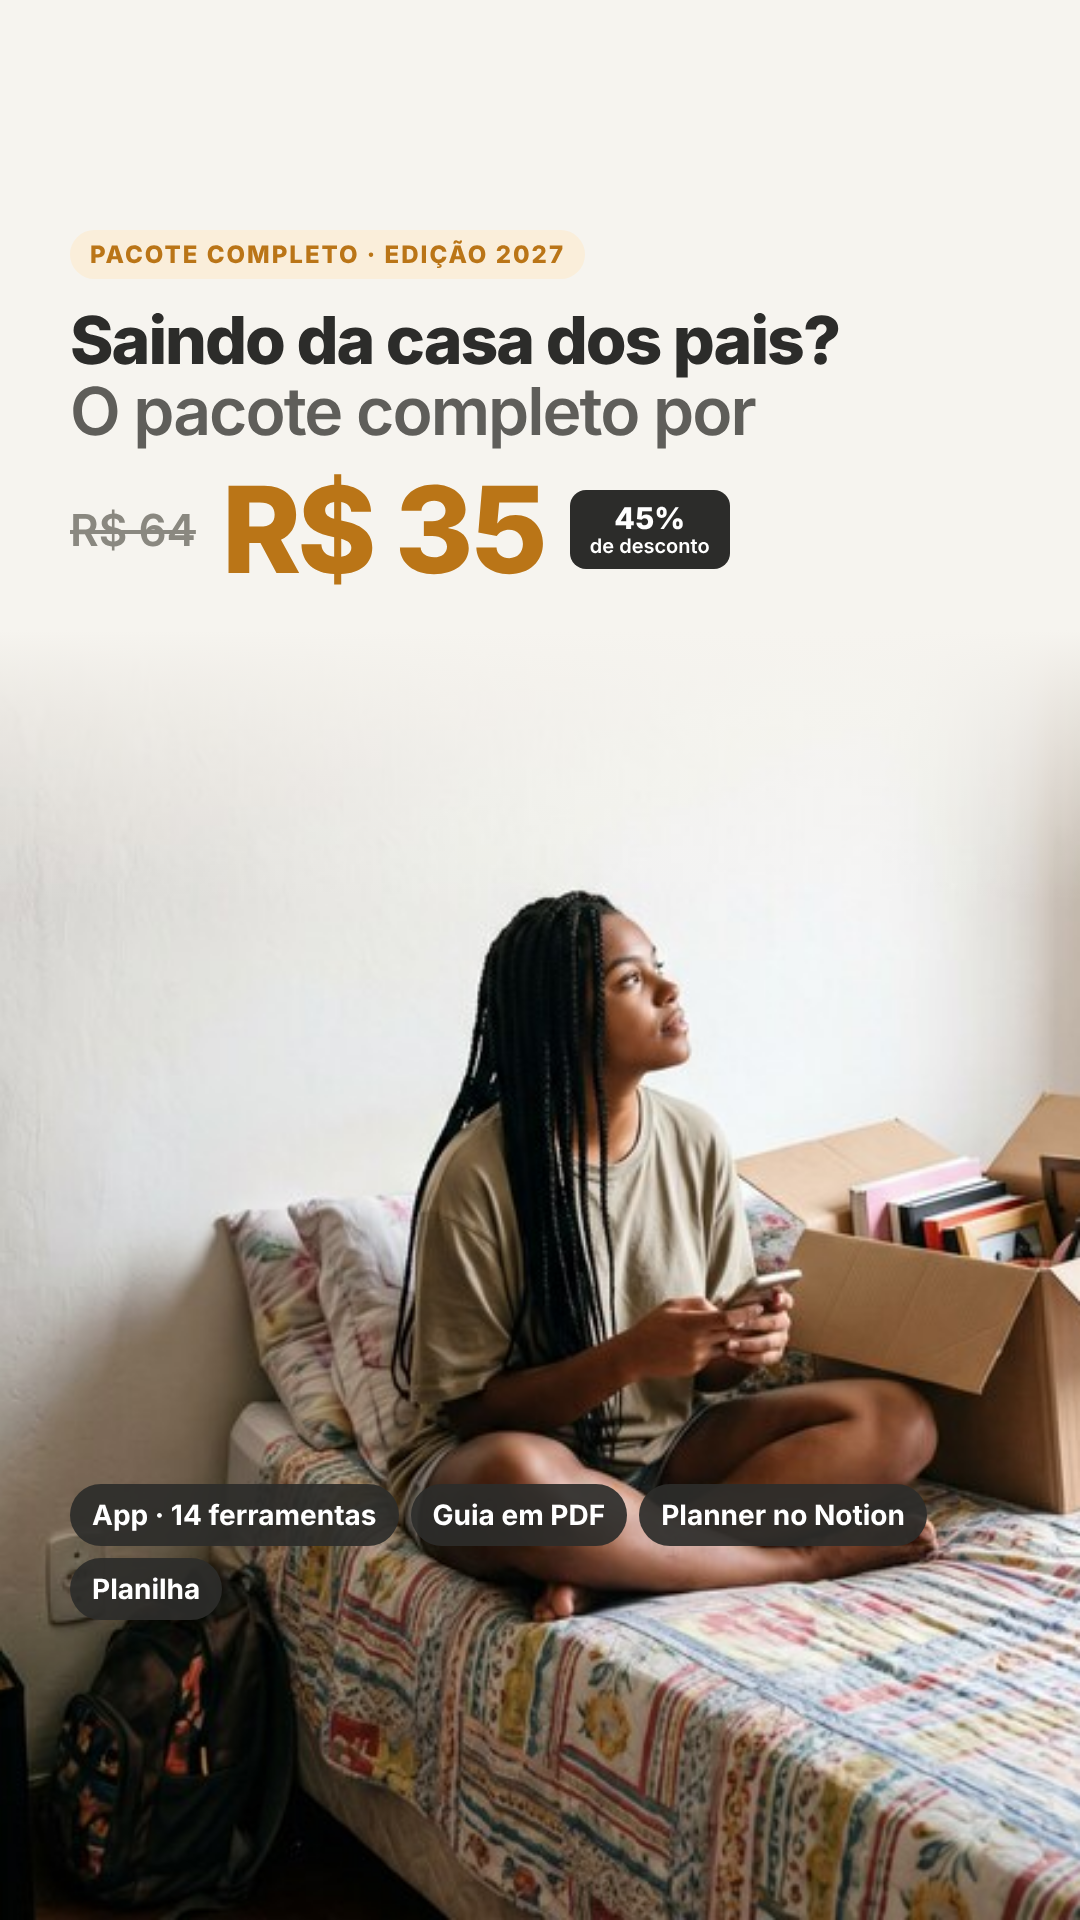 PACOTE COMPLETO · EDIÇÃO 2027
Saindo da casa dos pais?
O pacote completo por
R$ 64 R$ 35 45%
de desconto
App · 14 ferramentas Guia em PDF Planner no Notion
Planilha